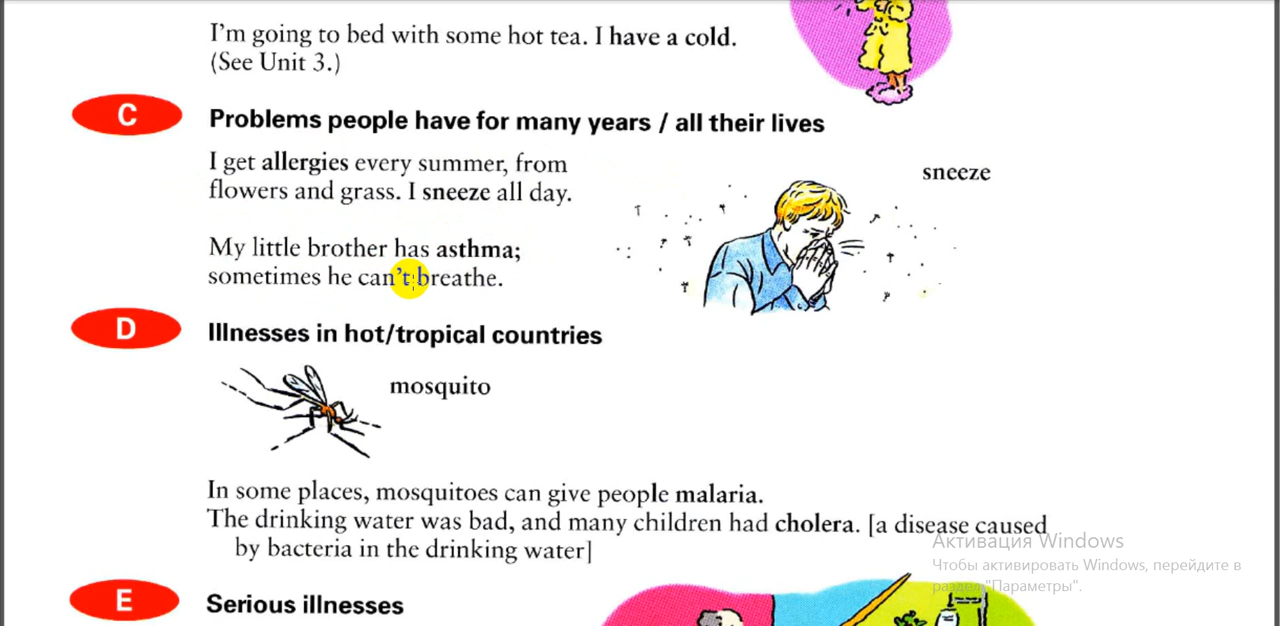 I'm going to bed with some hot tea. I have a cold.
(See Unit 3.)
C
Problems people have for many years / all their lives
I get allergies every summer, from
flowers and grass. I sneeze all day.
sneeze
My little brother has asthma;
sometimes he can't breathe.
D
Illnesses in hot/tropical countries
mosquito
In some places, mosquitoes can give people malaria.
The drinking water was bad, and many children had cholera. [a disease caused
by bacteria in the drinking water]
Активация Windows
Чтобы активировать Windows, перейдите в
раздел "Параметры".
E
Serious illnesses